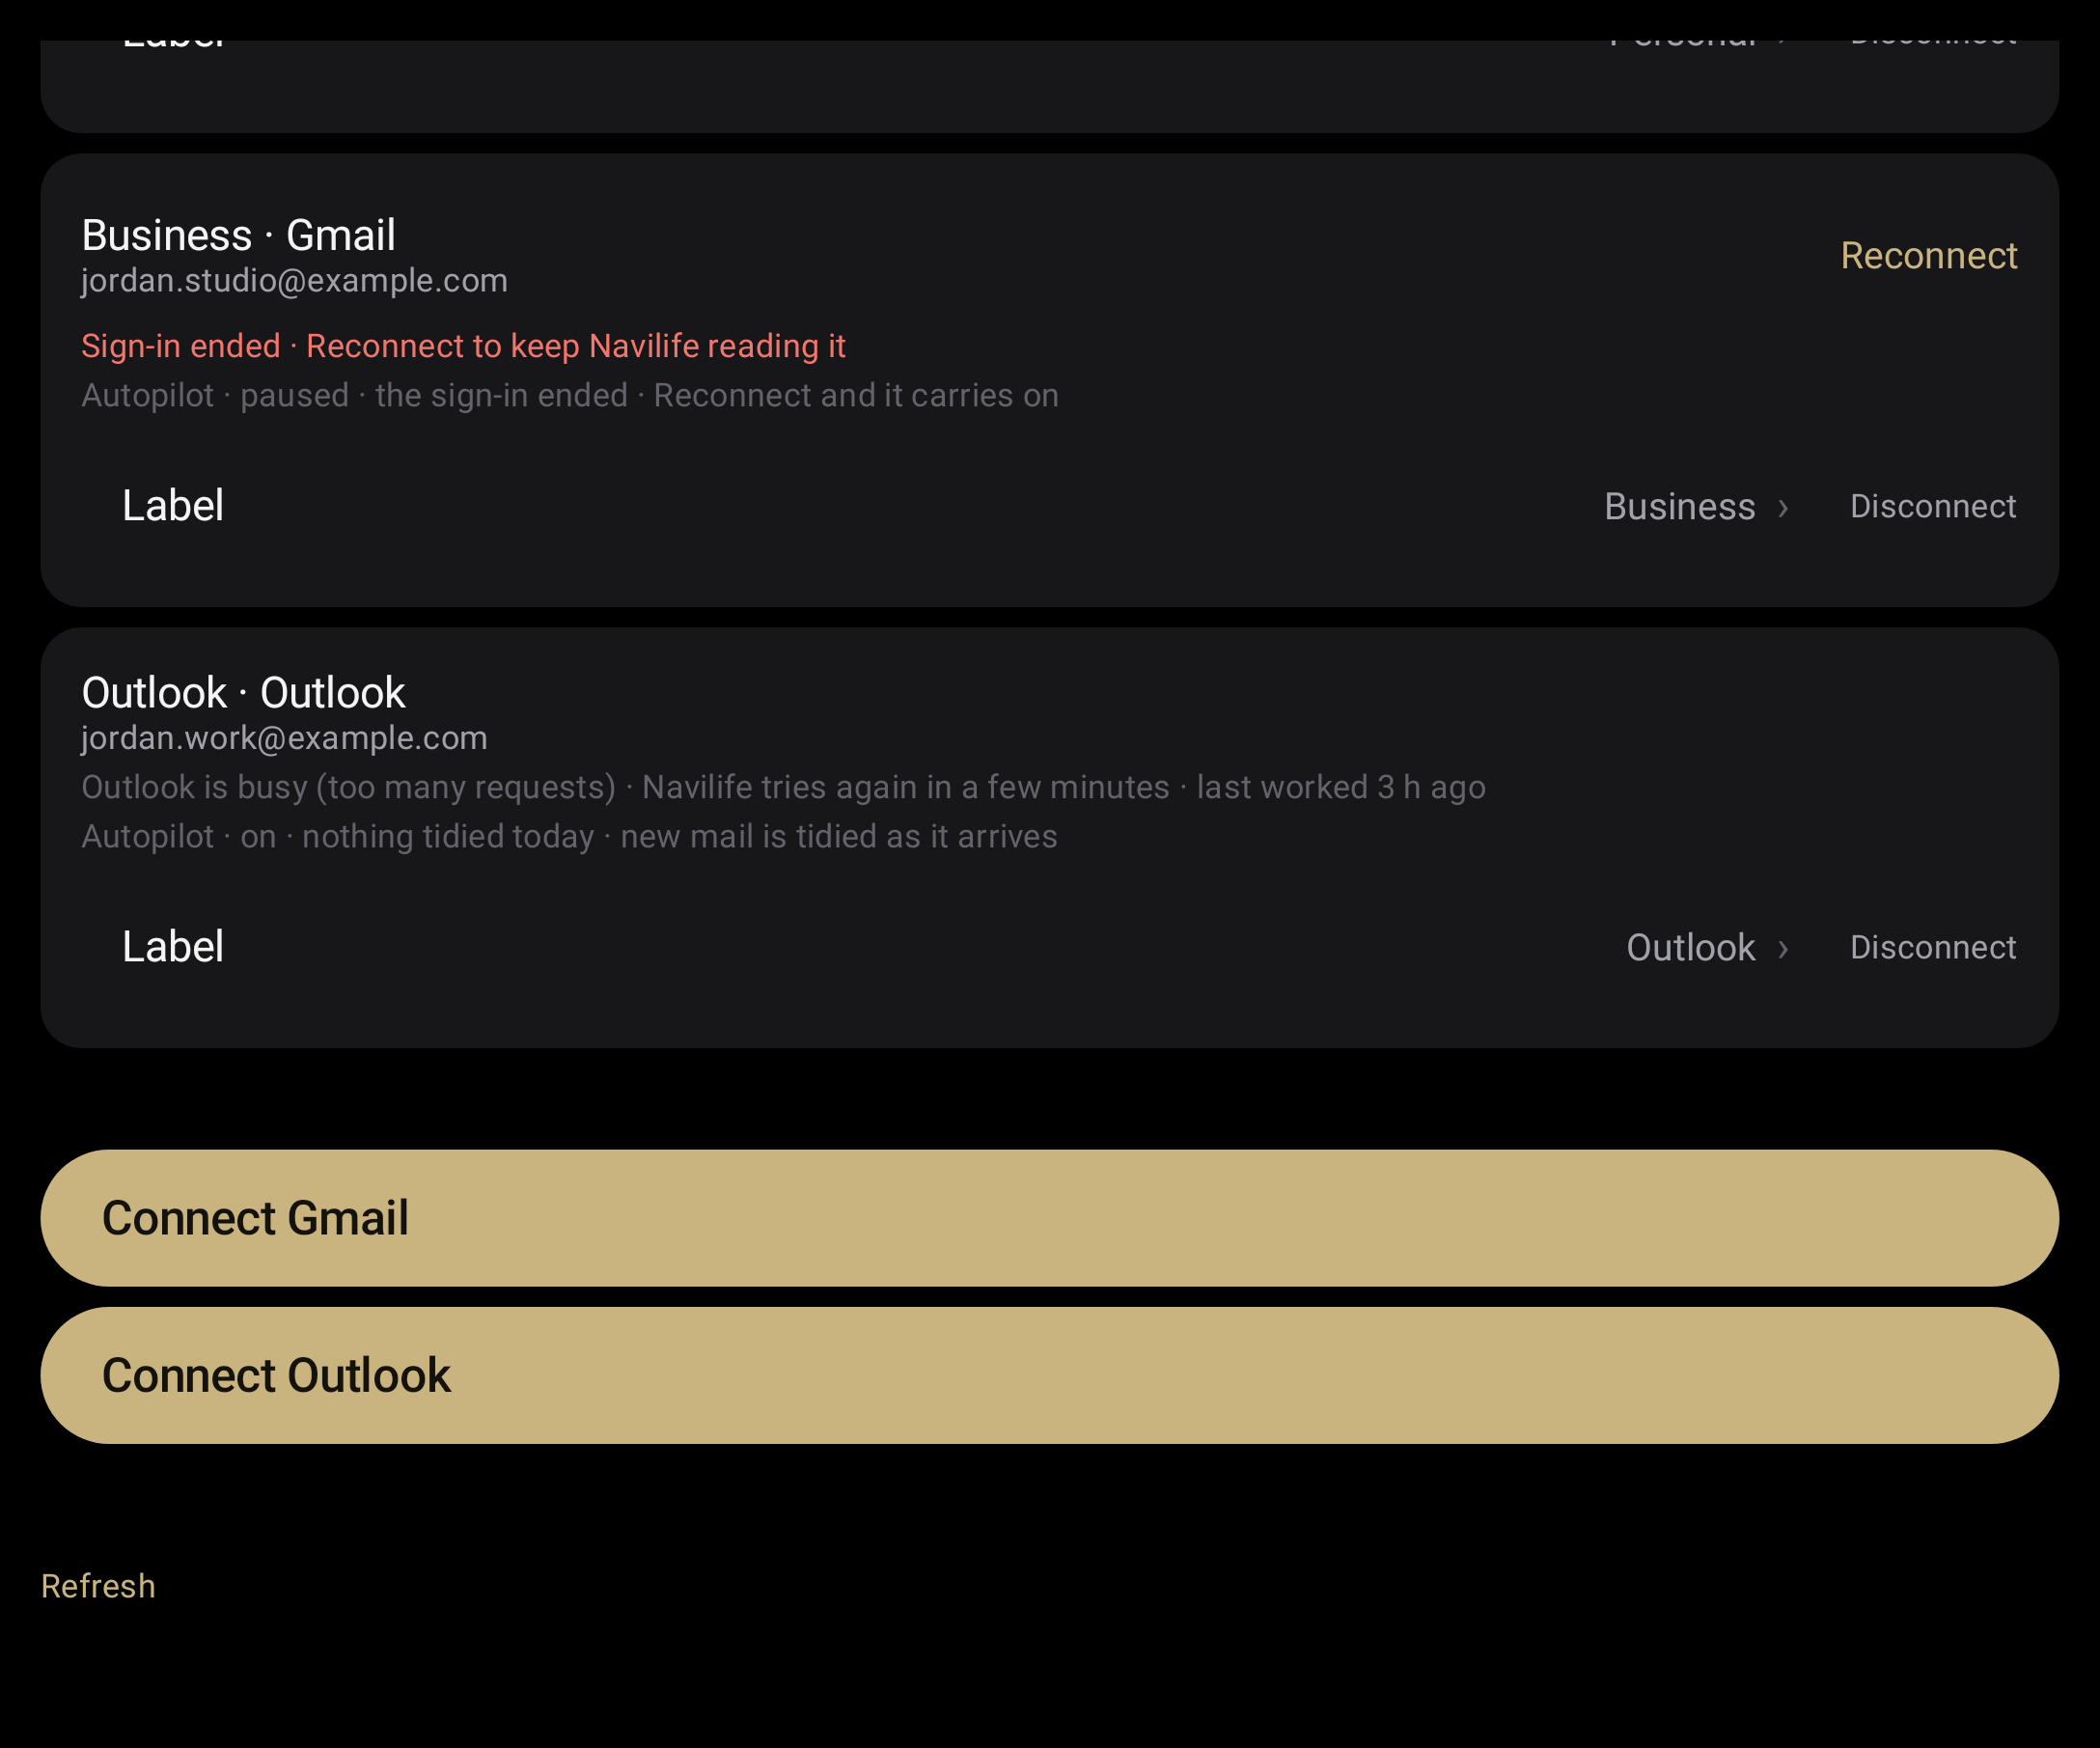 Label Personal › Disconnect
Business · Gmail
Reconnect
jordan.studio@example.com
Sign-in ended · Reconnect to keep Navilife reading it
Autopilot · paused · the sign-in ended · Reconnect and it carries on
Label Business › Disconnect
Outlook · Outlook
jordan.work@example.com
Outlook is busy (too many requests) · Navilife tries again in a few minutes · last worked 3 h ago
Autopilot · on · nothing tidied today · new mail is tidied as it arrives
Label Outlook › Disconnect
Connect Gmail
Connect Outlook
Refresh